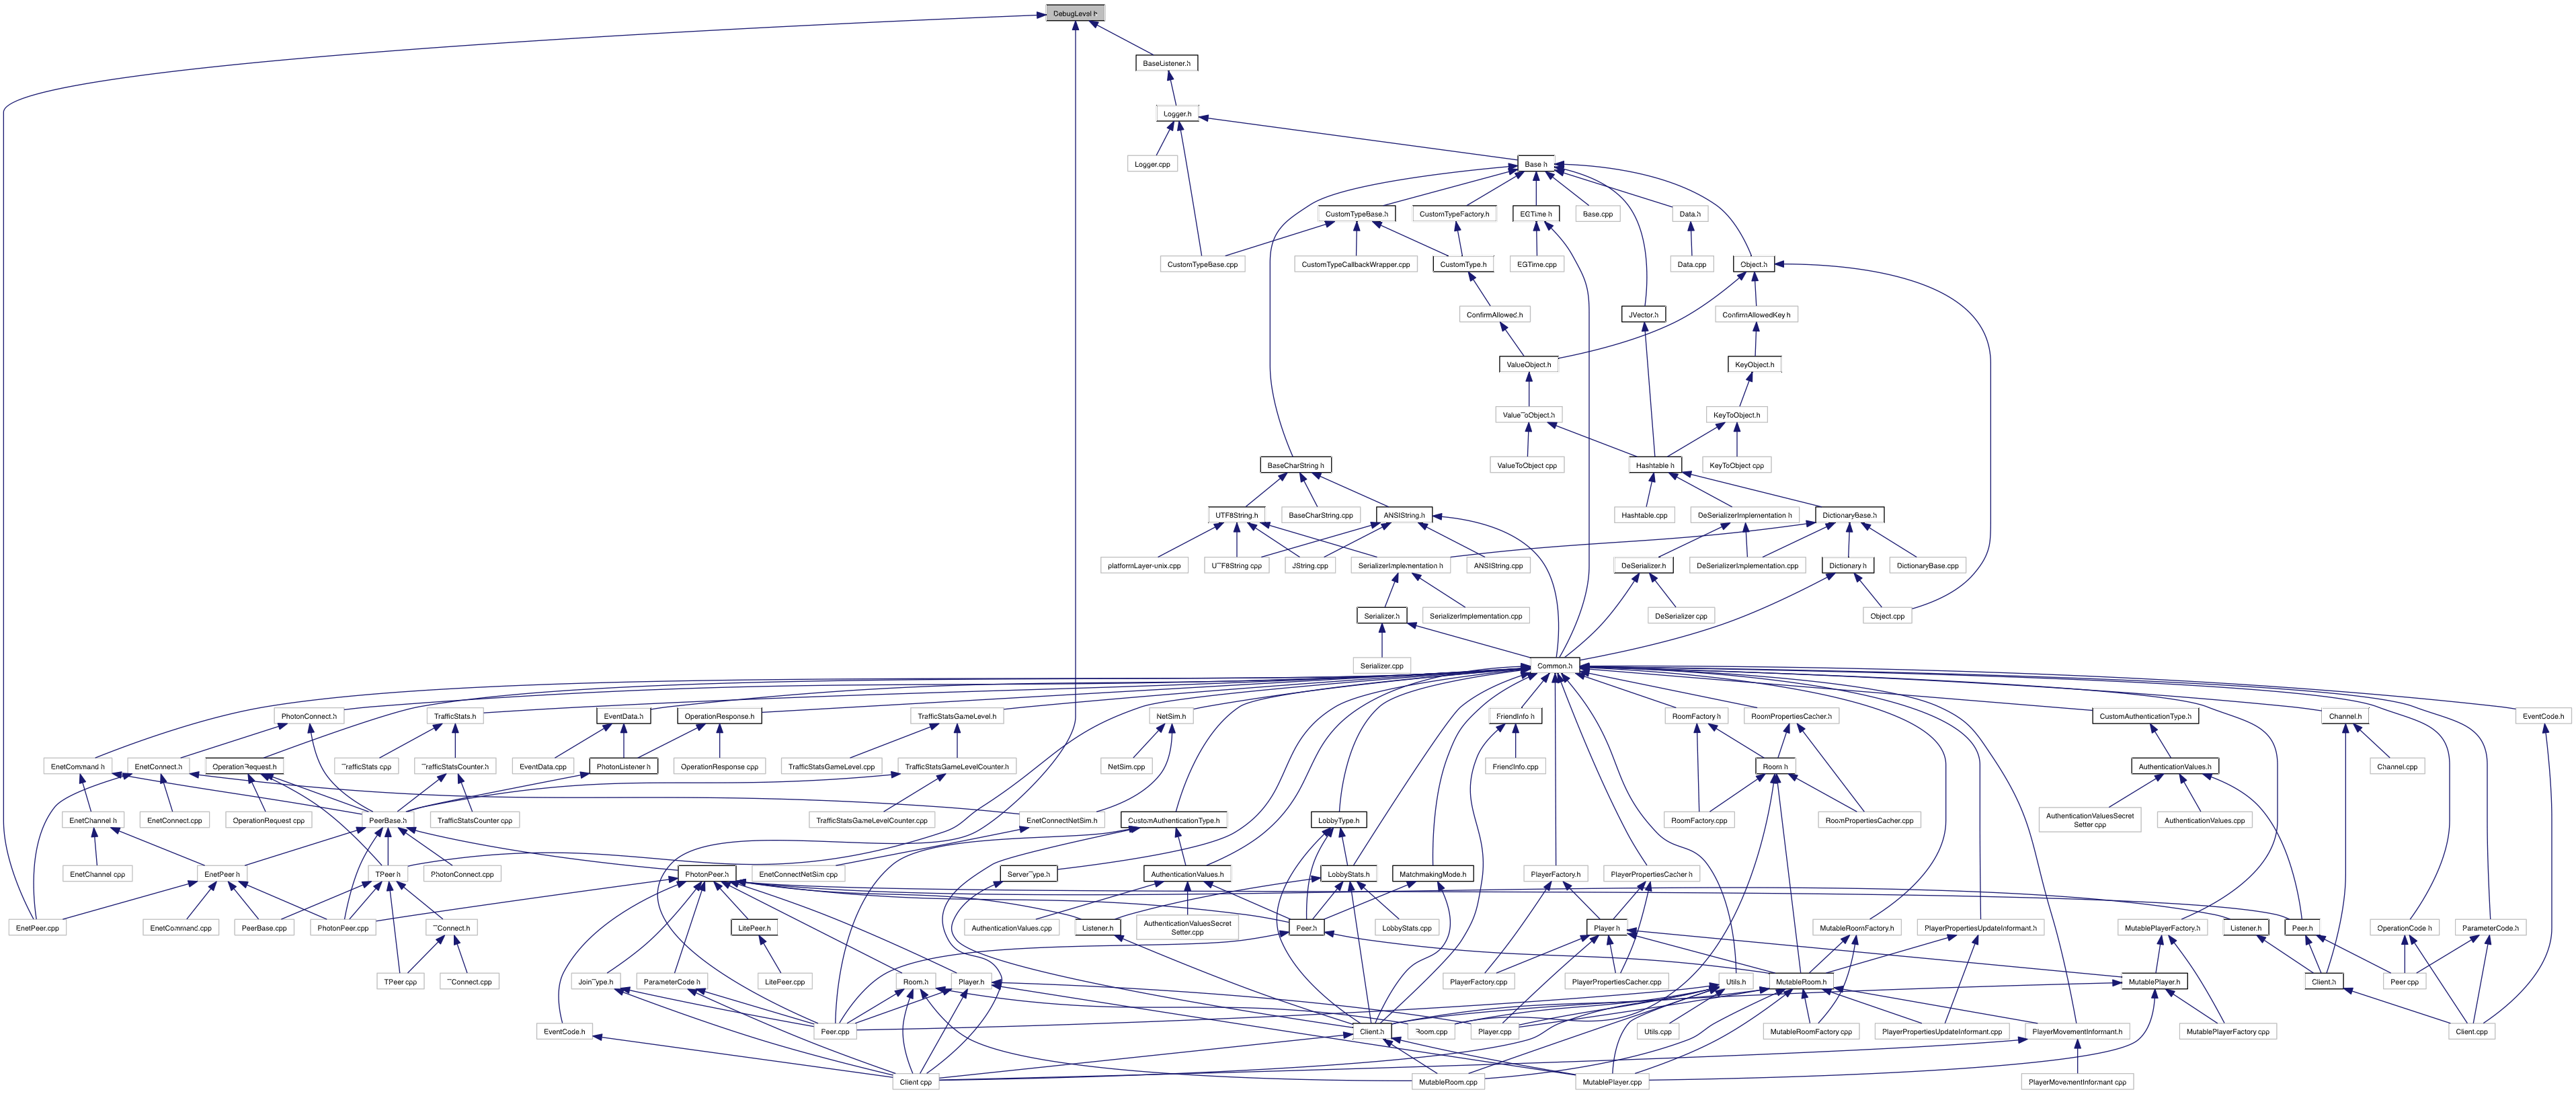 DebugLevel.h
BaseListener.h
Logger.h
Logger.cpp
Base.h
CustomTypeBase.h
CustomTypeFactory.h
EGTime.h
Base.cpp
Data.h
CustomTypeBase.cpp
CustomTypeCallbackWrapper.cpp
CustomType.h
EGTime.cpp
Data.cpp
Object.h
ConfirmAllowed.h
JVector.h
ConfirmAllowedKey.h
ValueObject.h
KeyObject.h
ValueToObject.h
KeyToObject.h
BaseCharString.h
ValueToObject.cpp
Hashtable.h
KeyToObject.cpp
UTF8String.h
BaseCharString.cpp
ANSIString.h
Hashtable.cpp
DeSerializerImplementation.h
DictionaryBase.h
platformLayer-unix.cpp
UTF8String.cpp
JString.cpp
SerializerImplementation.h
ANSIString.cpp
DeSerializer.h
DeSerializerImplementation.cpp
Dictionary.h
DictionaryBase.cpp
Serializer.h
SerializerImplementation.cpp
DeSerializer.cpp
Object.cpp
Serializer.cpp
Common.h
PhotonConnect.h
TrafficStats.h
EventData.h
OperationResponse.h
TrafficStatsGameLevel.h
NetSim.h
FriendInfo.h
RoomFactory.h
RoomPropertiesCacher.h
CustomAuthenticationType.h
Channel.h
EventCode.h
EnetCommand.h
EnetConnect.h
OperationRequest.h
TrafficStats.cpp
TrafficStatsCounter.h
EventData.cpp
PhotonListener.h
OperationResponse.cpp
TrafficStatsGameLevel.cpp
TrafficStatsGameLevelCounter.h
NetSim.cpp
FriendInfo.cpp
Room.h
AuthenticationValues.h
Channel.cpp
EnetChannel.h
EnetConnect.cpp
OperationRequest.cpp
PeerBase.h
TrafficStatsCounter.cpp
TrafficStatsGameLevelCounter.cpp
EnetConnectNetSim.h
CustomAuthenticationType.h
LobbyType.h
RoomFactory.cpp
RoomPropertiesCacher.cpp
AuthenticationValuesSecret
Setter.cpp
AuthenticationValues.cpp
EnetChannel.cpp
EnetPeer.h
TPeer.h
PhotonConnect.cpp
PhotonPeer.h
EnetConnectNetSim.cpp
ServerType.h
AuthenticationValues.h
LobbyStats.h
MatchmakingMode.h
PlayerFactory.h
PlayerPropertiesCacher.h
EnetPeer.cpp
EnetCommand.cpp
PeerBase.cpp
PhotonPeer.cpp
TConnect.h
LitePeer.h
AuthenticationValues.cpp
Listener.h
AuthenticationValuesSecret
Setter.cpp
Peer.h
LobbyStats.cpp
Player.h
MutableRoomFactory.h
PlayerPropertiesUpdateInformant.h
MutablePlayerFactory.h
Listener.h
Peer.h
OperationCode.h
ParameterCode.h
TPeer.cpp
TConnect.cpp
JoinType.h
ParameterCode.h
LitePeer.cpp
Room.h
Player.h
PlayerFactory.cpp
PlayerPropertiesCacher.cpp
Utils.h
MutableRoom.h
MutablePlayer.h
Client.h
Peer.cpp
EventCode.h
Peer.cpp
Client.h
Room.cpp
Player.cpp
Utils.cpp
MutableRoomFactory.cpp
PlayerPropertiesUpdateInformant.cpp
PlayerMovementInformant.h
MutablePlayerFactory.cpp
Client.cpp
Client.cpp
MutableRoom.cpp
MutablePlayer.cpp
PlayerMovementInformant.cpp